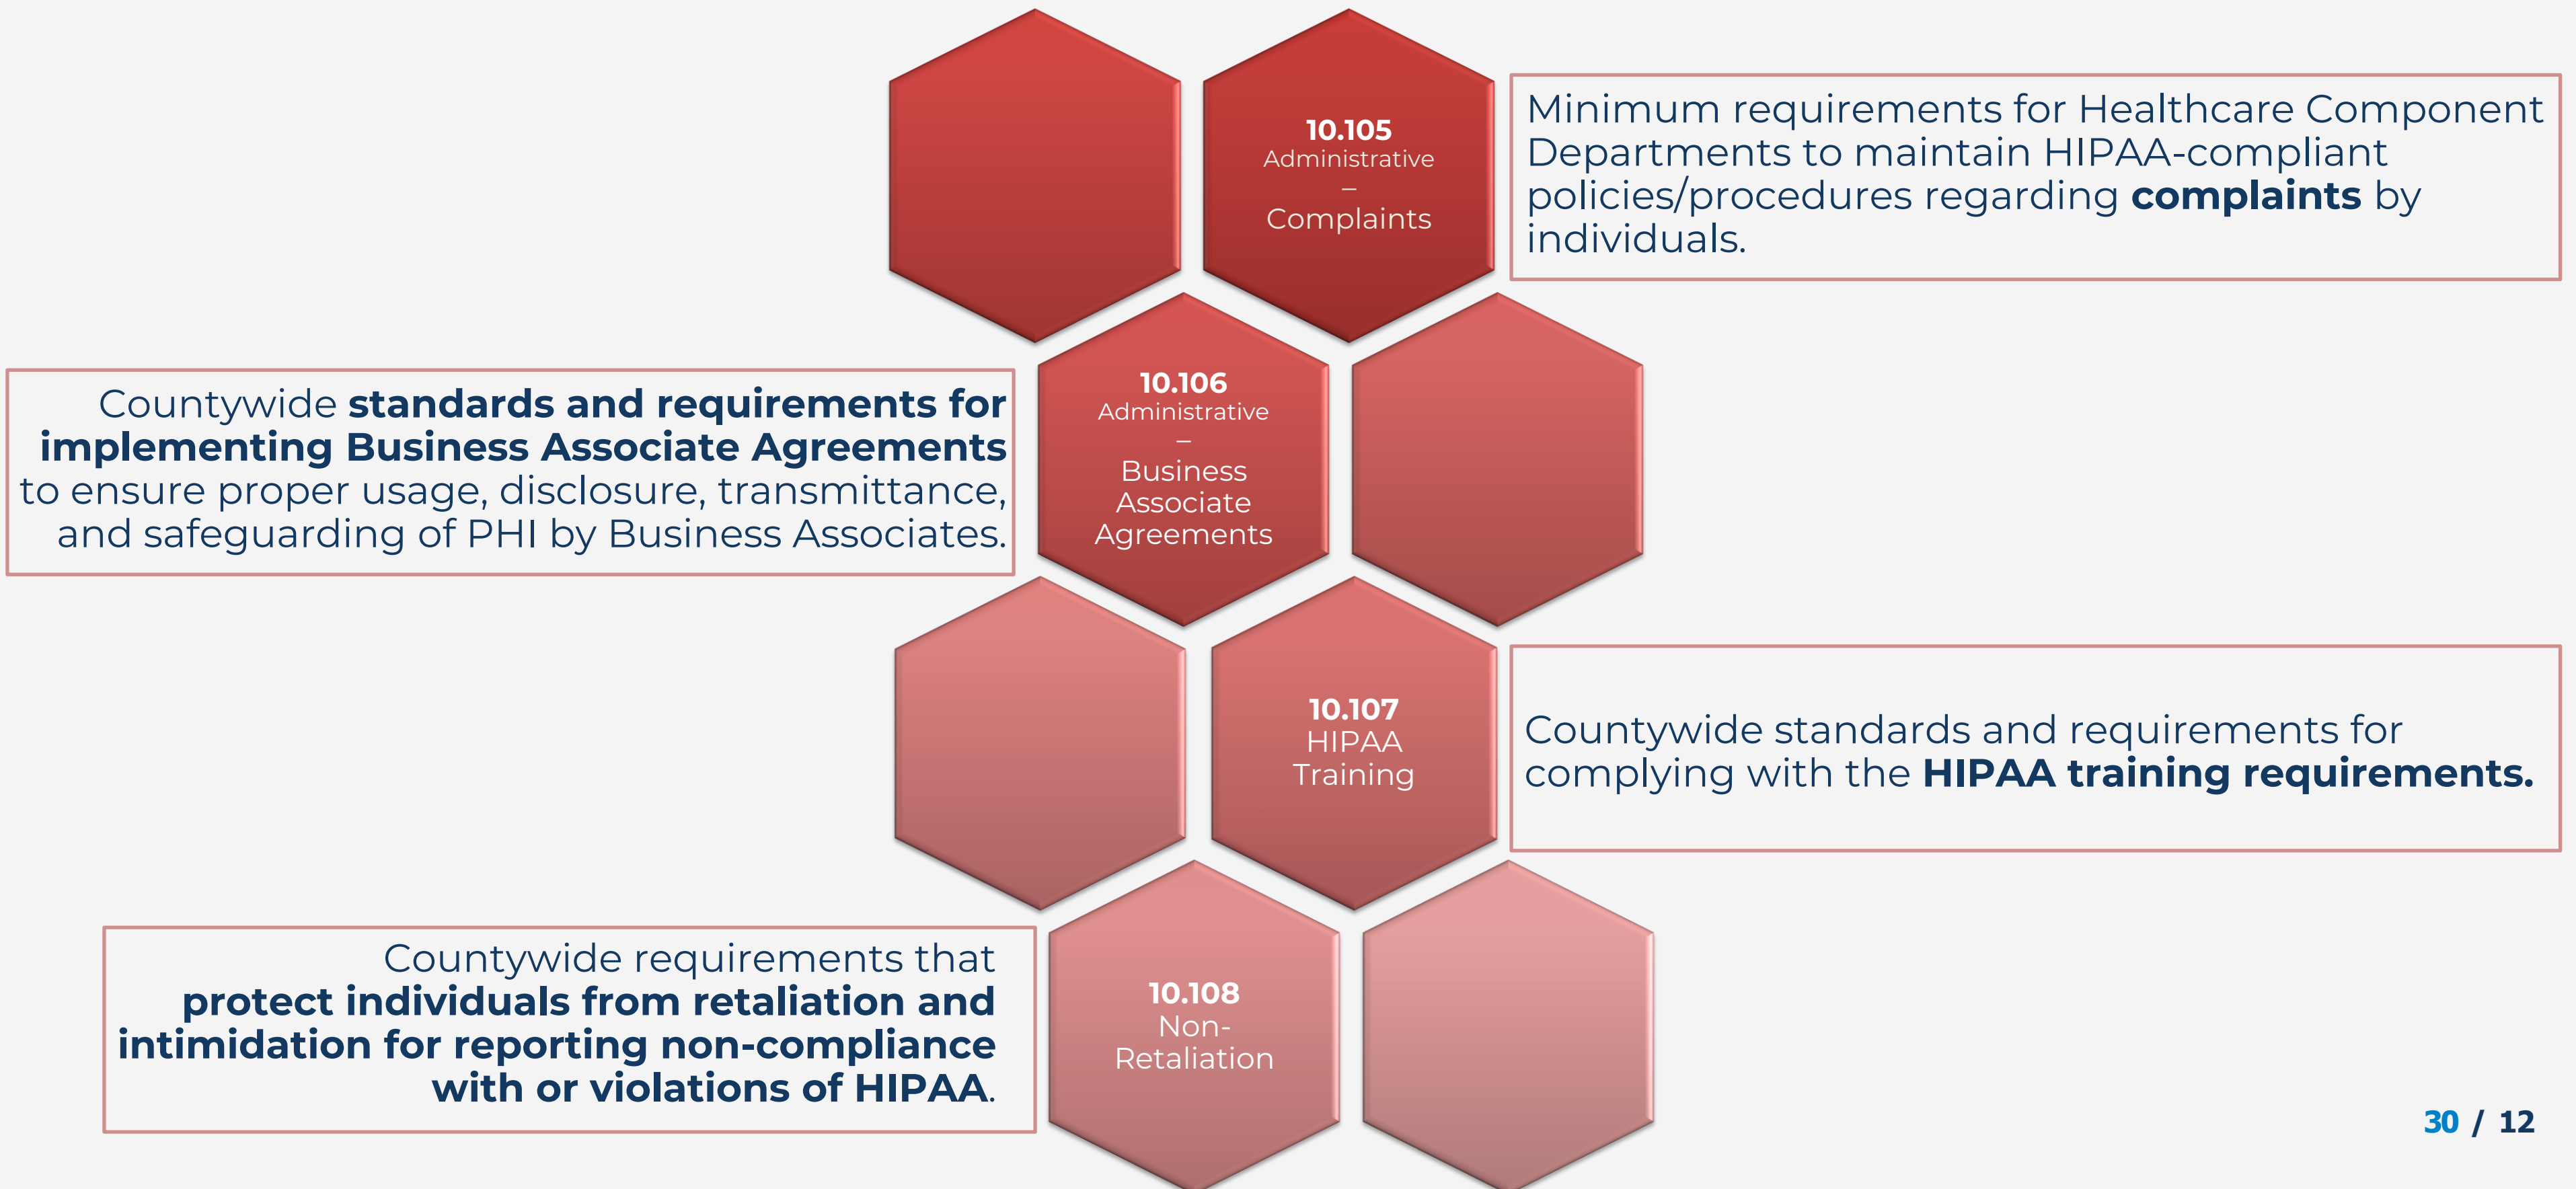 10.105
Administrative
–
Complaints
Minimum requirements for Healthcare Component
Departments to maintain HIPAA-compliant
policies/procedures regarding complaints by
individuals.
Countywide standards and requirements for
implementing Business Associate Agreements
to ensure proper usage, disclosure, transmittance,
and safeguarding of PHI by Business Associates.
10.106
Administrative
–
Business
Associate
Agreements
10.107
HIPAA
Training
Countywide standards and requirements for
complying with the HIPAA training requirements.
Countywide requirements that
protect individuals from retaliation and
intimidation for reporting non-compliance
with or violations of HIPAA.
10.108
Non-
Retaliation
30 / 12